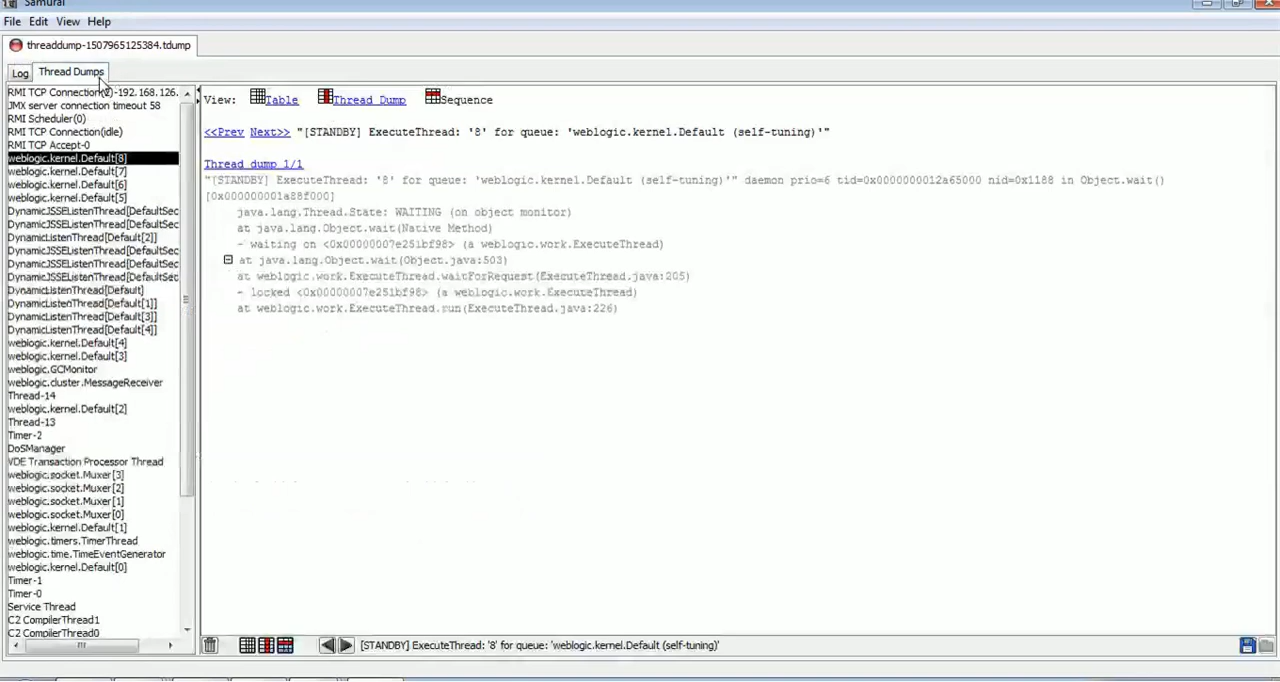 Samurai
File Edit View Help
threaddump-1507965125384.tdump
Log Thread Dumps
RMI TCP Connection(2)-192.168.126.
JMX server connection timeout 58
RMI Scheduler(0)
RMI TCP Connection(idle)
RMI TCP Accept-0
weblogic.kernel.Default[8]
weblogic.kernel.Default[7]
weblogic.kernel.Default[6]
weblogic.kernel.Default[5]
DynamicJSSEListenThread[DefaultSec
DynamicJSSEListenThread[DefaultSec
DynamicListenThread[Default[2]]
DynamicJSSEListenThread[DefaultSec
DynamicJSSEListenThread[DefaultSec
DynamicJSSEListenThread[DefaultSec
DynamicListenThread[Default]
DynamicListenThread[Default[1]]
DynamicListenThread[Default[3]]
DynamicListenThread[Default[4]]
weblogic.kernel.Default[4]
weblogic.kernel.Default[3]
weblogic.GCMonitor
weblogic.cluster.MessageReceiver
Thread-14
weblogic.kernel.Default[2]
Thread-13
Timer-2
DoSManager
VDE Transaction Processor Thread
weblogic.socket.Muxer[3]
weblogic.socket.Muxer[2]
weblogic.socket.Muxer[1]
weblogic.socket.Muxer[0]
weblogic.kernel.Default[1]
weblogic.timers.TimerThread
weblogic.time.TimeEventGenerator
weblogic.kernel.Default[0]
Timer-1
Timer-0
Service Thread
C2 CompilerThread1
C2 CompilerThread0
View: Table Thread Dump Sequence
<<Prev Next>> "[STANDBY] ExecuteThread: '8' for queue: 'weblogic.kernel.Default (self-tuning)'"
Thread dump 1/1
"[STANDBY] ExecuteThread: '8' for queue: 'weblogic.kernel.Default (self-tuning)'" daemon prio=6 tid=0x0000000012a65000 nid=0x1188 in Object.wait()
[0x000000001a88f000]
java.lang.Thread.State: WAITING (on object monitor)
at java.lang.Object.wait(Native Method)
- waiting on <0x00000007e251bf98> (a weblogic.work.ExecuteThread)
at java.lang.Object.wait(Object.java:503)
at weblogic.work.ExecuteThread.waitForRequest(ExecuteThread.java:205)
- locked <0x00000007e251bf98> (a weblogic.work.ExecuteThread)
at weblogic.work.ExecuteThread.run(ExecuteThread.java:226)
[STANDBY] ExecuteThread: '8' for queue: 'weblogic.kernel.Default (self-tuning)'